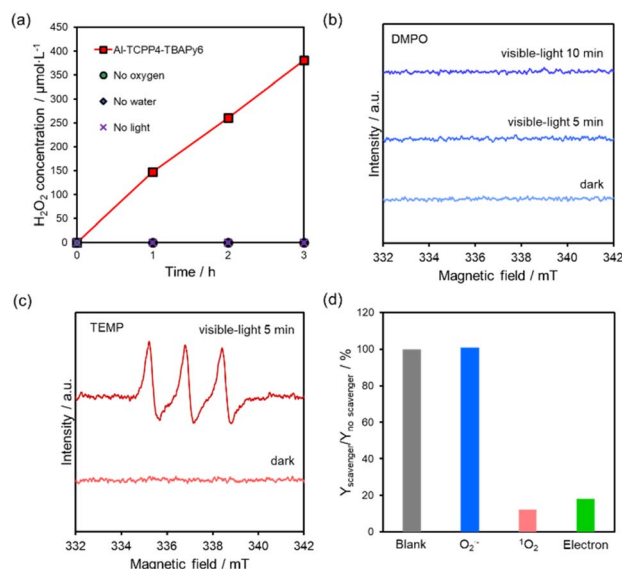 (a)
450
400
350
300
250
200
150
100
50
0
H₂O₂ concentration / μmol·L⁻¹
Al-TCPP4-TBAPy6
No oxygen
No water
No light
0 1 2 3
Time / h
(b)
DMPO
visible-light 10 min
visible-light 5 min
dark
Intensity / a.u.
332 334 336 338 340 342
Magnetic field / mT
(c)
TEMP
visible-light 5 min
dark
Intensity / a.u.
332 334 336 338 340 342
Magnetic field / mT
(d)
120
100
80
60
40
20
0
Y scavenger/Y no scavenger / %
Blank O₂·⁻ ¹O₂ Electron